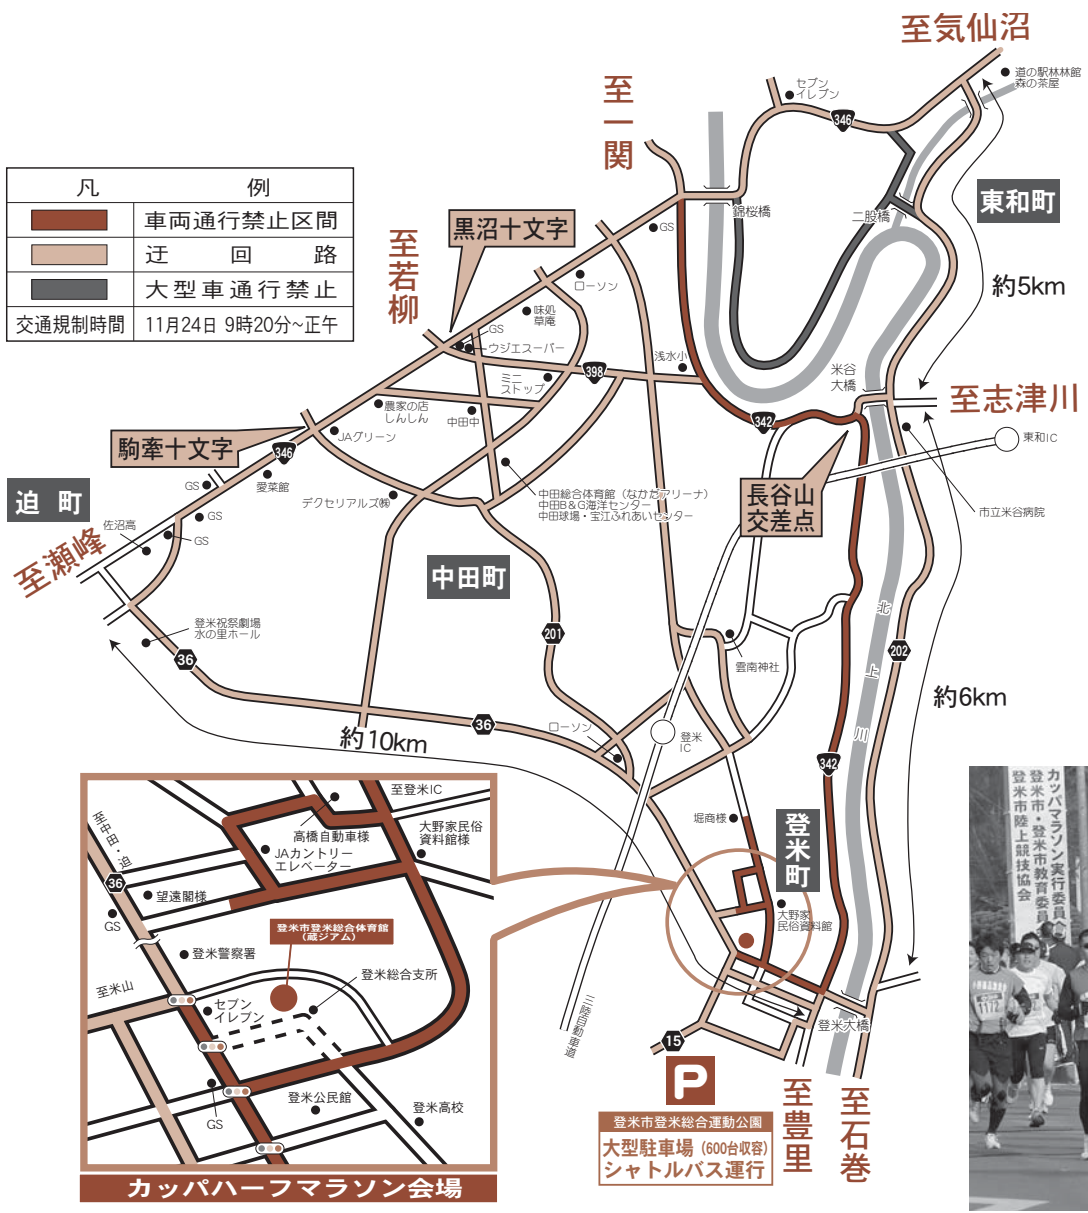 至気仙沼
道の駅林林館
森の茶屋
セブン
イレブン
346
至一関
凡 例
車両通行禁止区間
迂 回 路
大型車通行禁止
交通規制時間 11月24日 9時20分~正午
東和町
錦桜橋
二股橋
GS
黒沼十文字
至若柳
ローソン
約5km
味処
草庵
GS
ウジエスーパー
浅水小
398
米谷
大橋
ミニ
ストップ
至志津川
農家の店
しんしん
中田中
342
JAグリーン
東和IC
駒牽十文字
346
愛菜館
GS
迫町
中田総合体育館(なかだアリーナ)
中田B&G海洋センター
中田球場・宝江ふれあいセンター
デクセリアルズ㈱
長谷山
交差点
市立米谷病院
GS
佐沼高
GS
至瀬峰
中田町
北上川
登米祝祭劇場
水の里ホール
201
202
36
雲南神社
約6km
36
ローソン
登米
IC
約10km
342
堀商様
登米町
大野家
民俗資料館
三陸自動車道
登米大橋
15
P
登米市登米総合運動公園
大型駐車場(600台収容)
シャトルバス運行
至豊里
至石巻
至登米IC
至中田・迫
高橋自動車様
大野家民俗
資料館様
JAカントリー
エレベーター
36
望遠閣様
GS
登米市登米総合体育館
(蔵ジアム)
登米警察署
登米総合支所
至米山
セブン
イレブン
登米公民館
登米高校
GS
カッパハーフマラソン会場
カッパマラソン実行委員会
登米市・登米市教育委員
登米市陸上競技協会
1172